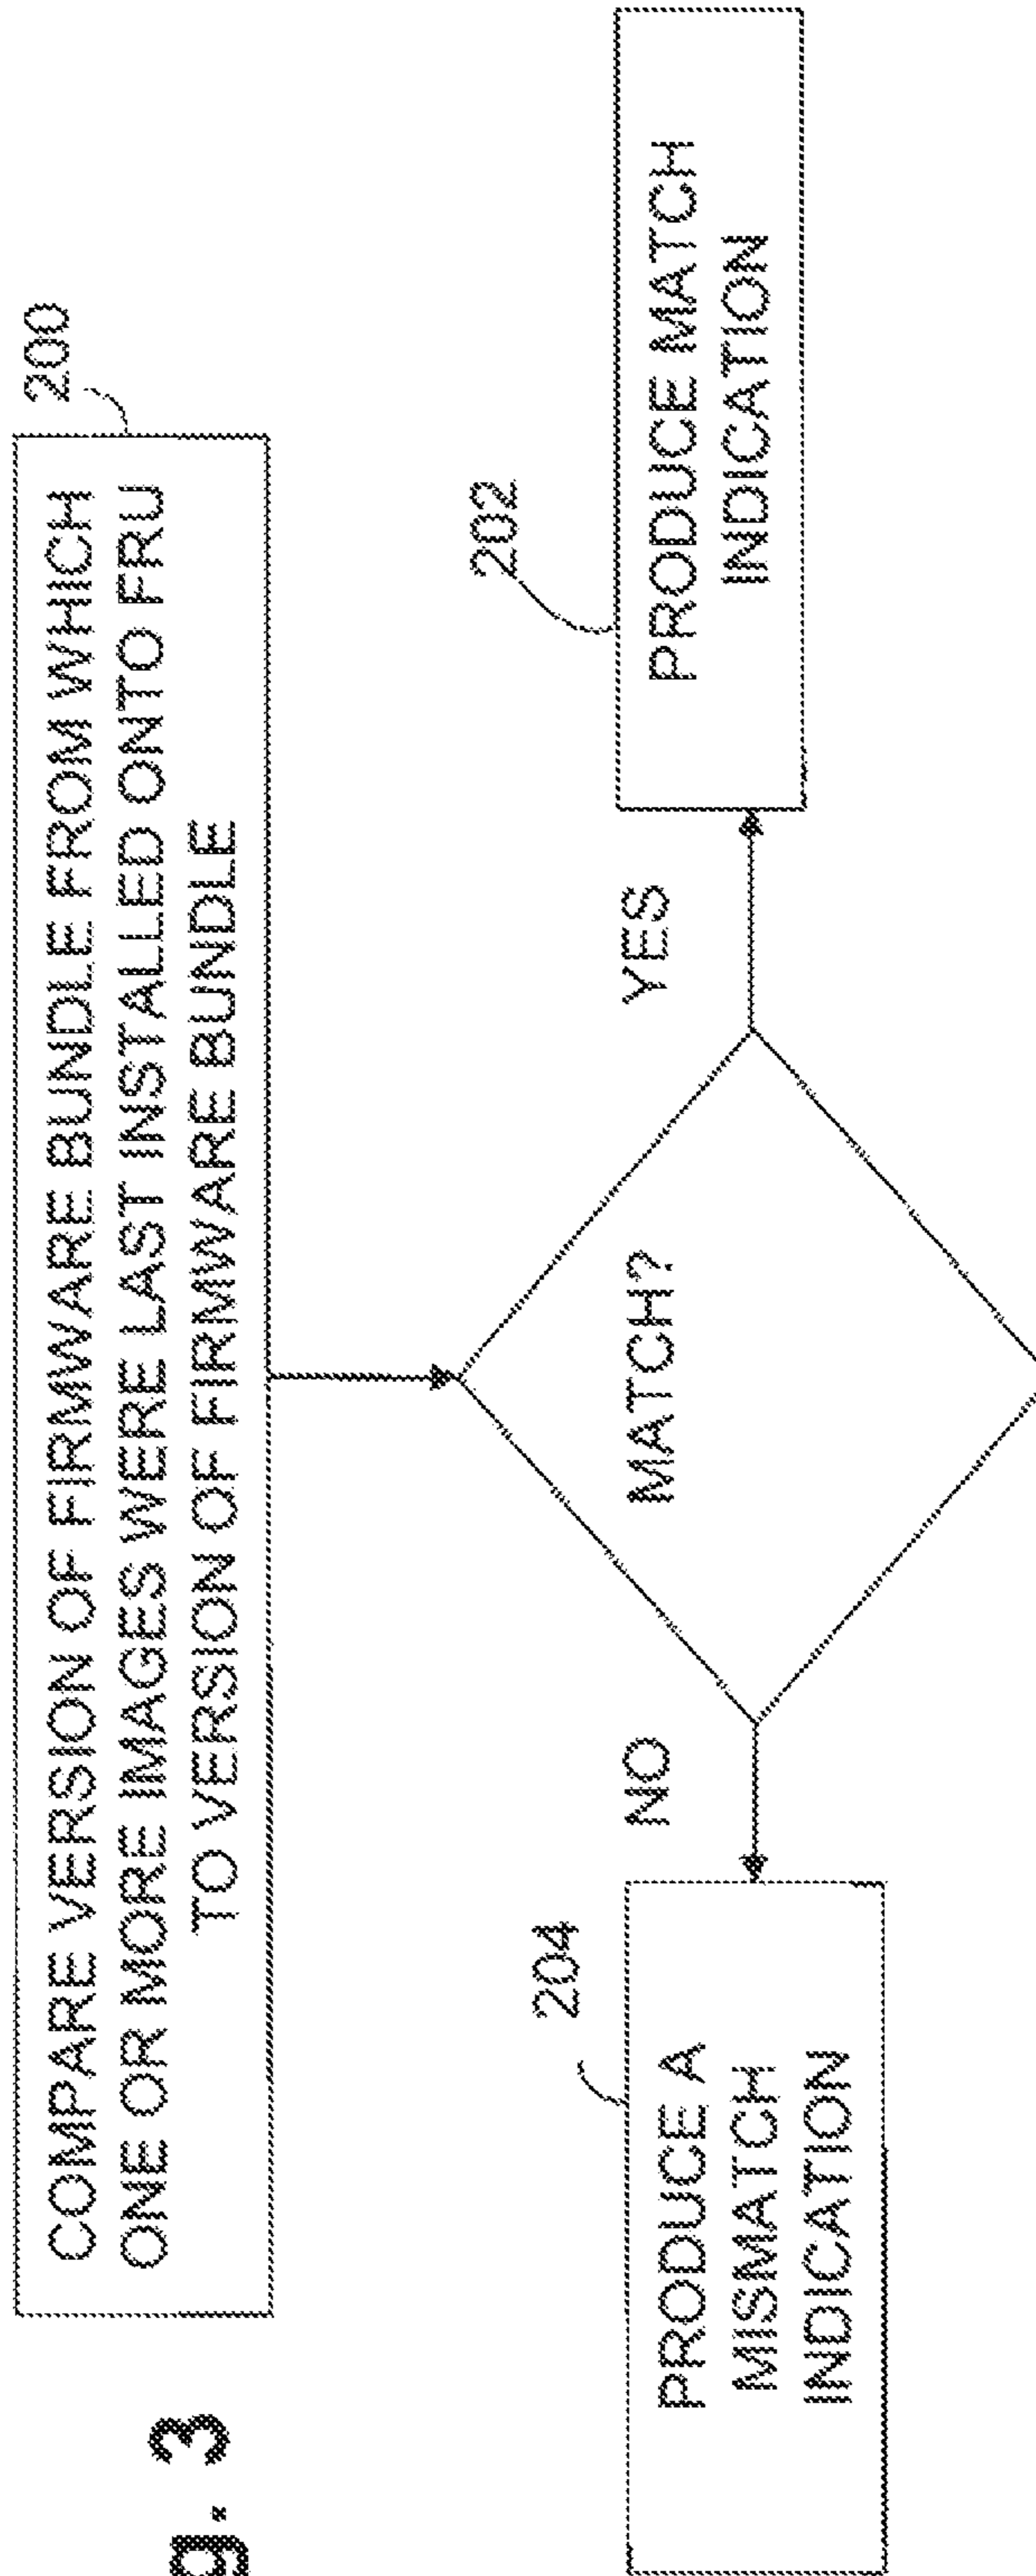 g. 3
200
COMPARE VERSION OF FIRMWARE BUNDLE FROM WHICH
ONE OR MORE IMAGES WERE LAST INSTALLED ONTO FRU
TO VERSION OF FIRMWARE BUNDLE
MATCH?
NO
YES
204
PRODUCE A
MISMATCH
INDICATION
202
PRODUCE MATCH
INDICATION